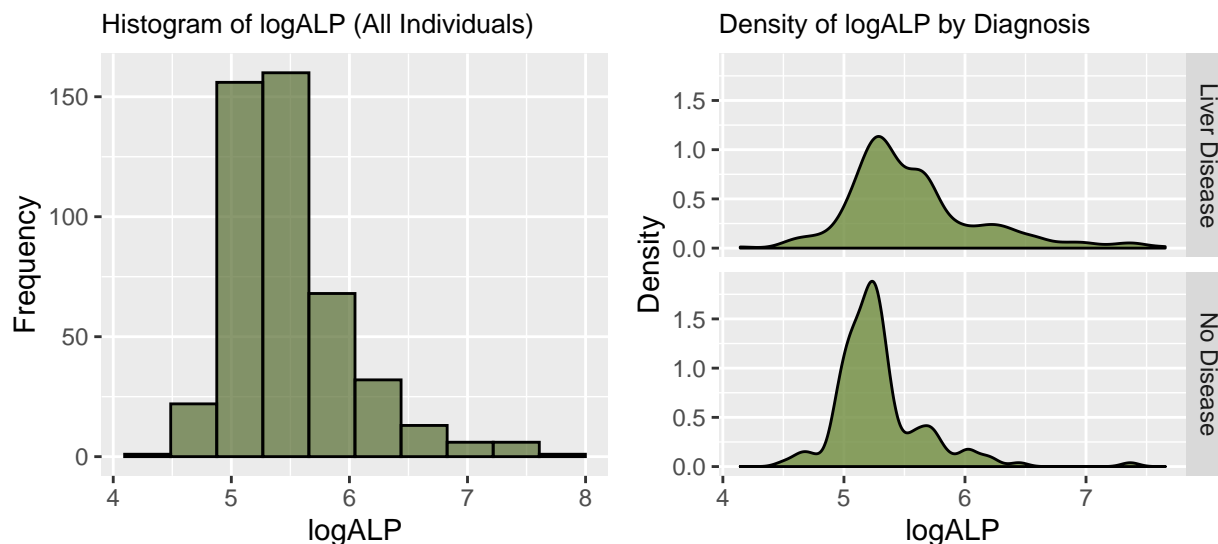 Histogram of logALP (All Individuals)
Frequency
150
100
50
0
4 5 6 7 8
logALP
Density of logALP by Diagnosis
Density
1.5
1.0
0.5
0.0
Liver Disease
1.5
1.0
0.5
0.0
No Disease
4 5 6 7
logALP